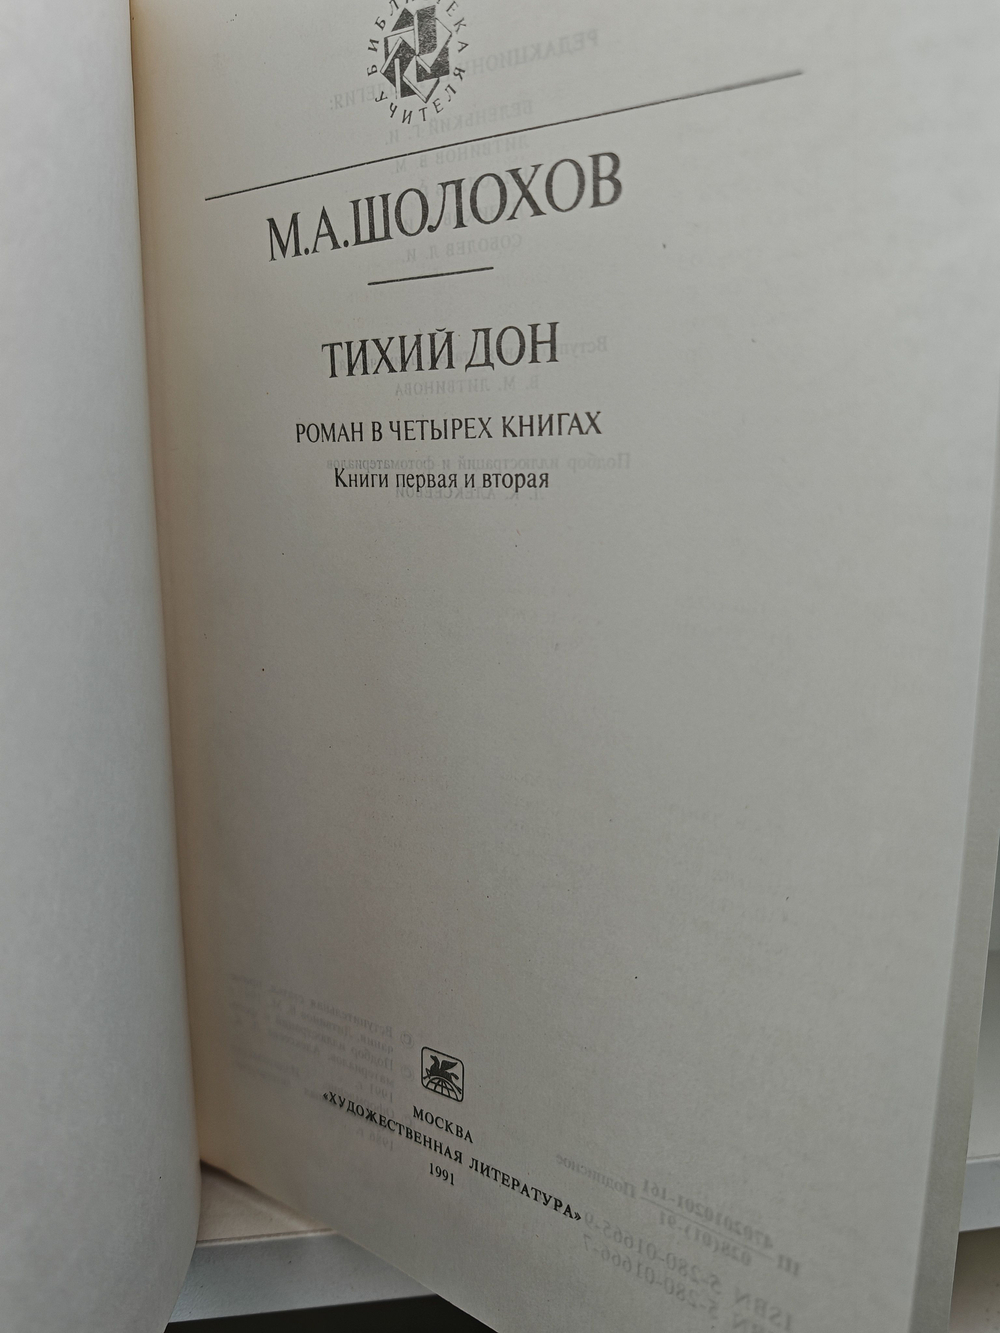 БИБЛИОТЕКА УЧИТЕЛЯ
М.А.ШОЛОХОВ
ТИХИЙ ДОН
РОМАН В ЧЕТЫРЕХ КНИГАХ
Книги первая и вторая
МОСКВА
«ХУДОЖЕСТВЕННАЯ ЛИТЕРАТУРА»
1991